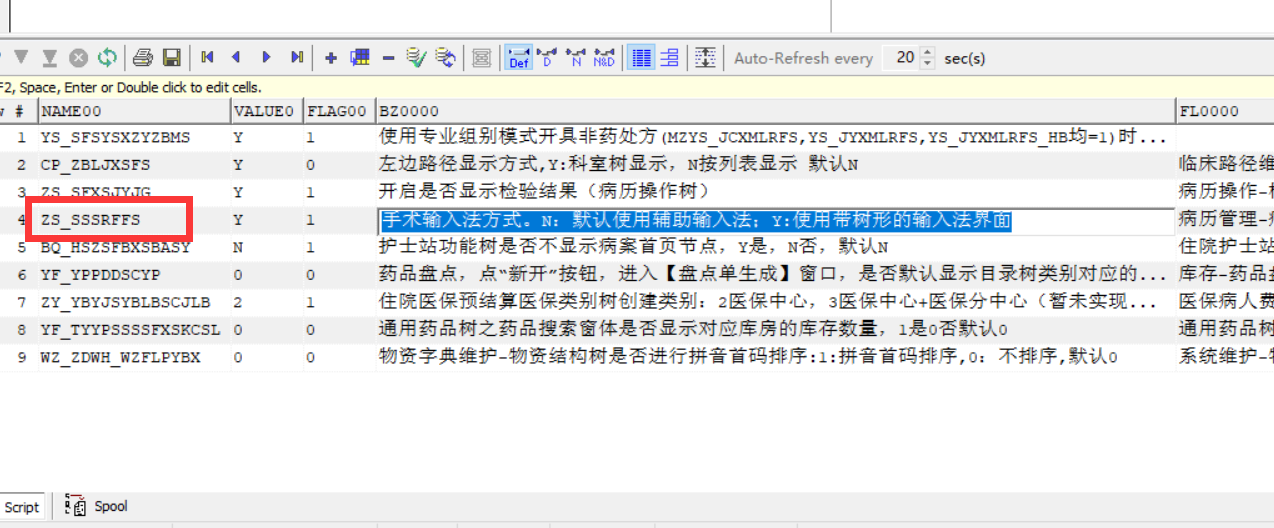 Def D N N&D Auto-Refresh every 20 sec(s)
F2, Space, Enter or Double click to edit cells.
# NAME00 VALUE0 FLAG00 BZ0000 FL0000
1 YS_SFSYSXZYZBMS Y 1 使用专业组别模式开具非药处方(MZYS_JCXMLRFS,YS_JYXMLRFS,YS_JYXMLRFS_HB均=1)时...
2 CP_ZBLJXSFS Y 0 左边路径显示方式,Y:科室树显示，N按列表显示 默认N 临床路径维
3 ZS_SFXSJYJG Y 1 开启是否显示检验结果（病历操作树） 病历操作-
4 ZS_SSSRFFS Y 1 手术输入法方式。N: 默认使用辅助输入法；Y:使用带树形的输入法界面 病历管理-
5 BQ_HSZSFBXSBASY N 1 护士站功能树是否不显示病案首页节点，Y是，N否，默认N 住院护士站
6 YF_YPPDDSCYP 0 0 药品盘点，点“新开”按钮，进入【盘点单生成】窗口，是否默认显示目录树类别对应的... 库存-药品
7 ZY_YBYJSYBLBSCJLB 2 1 住院医保预结算医保类别树创建类别：2医保中心，3医保中心+医保分中心（暂未实现... 医保病人费
8 YF_TYYPSSSSFXSKCSL 0 0 通用药品树之药品搜索窗体是否显示对应库房的库存数量，1是0否默认0 通用药品树
9 WZ_ZDWH_WZFLPYBX 0 0 物资字典维护-物资结构树是否进行拼音首码排序:1:拼音首码排序,0: 不排序,默认0 系统维护-
Script Spool